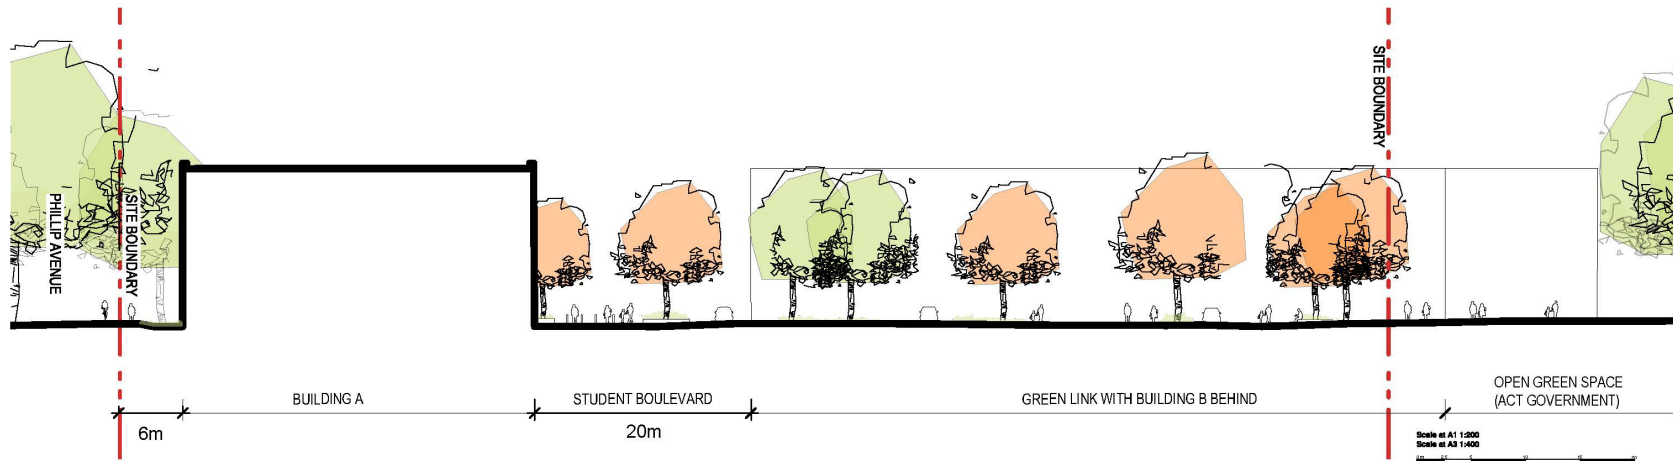 SITE BOUNDARY
PHILIP AVENUE
SITE BOUNDARY
BUILDING A
STUDENT BOULEVARD
GREEN LINK WITH BUILDING B BEHIND
OPEN GREEN SPACE
(ACT GOVERNMENT)
6m
20m
Scale at A1 1:200
Scale at A3 1:400